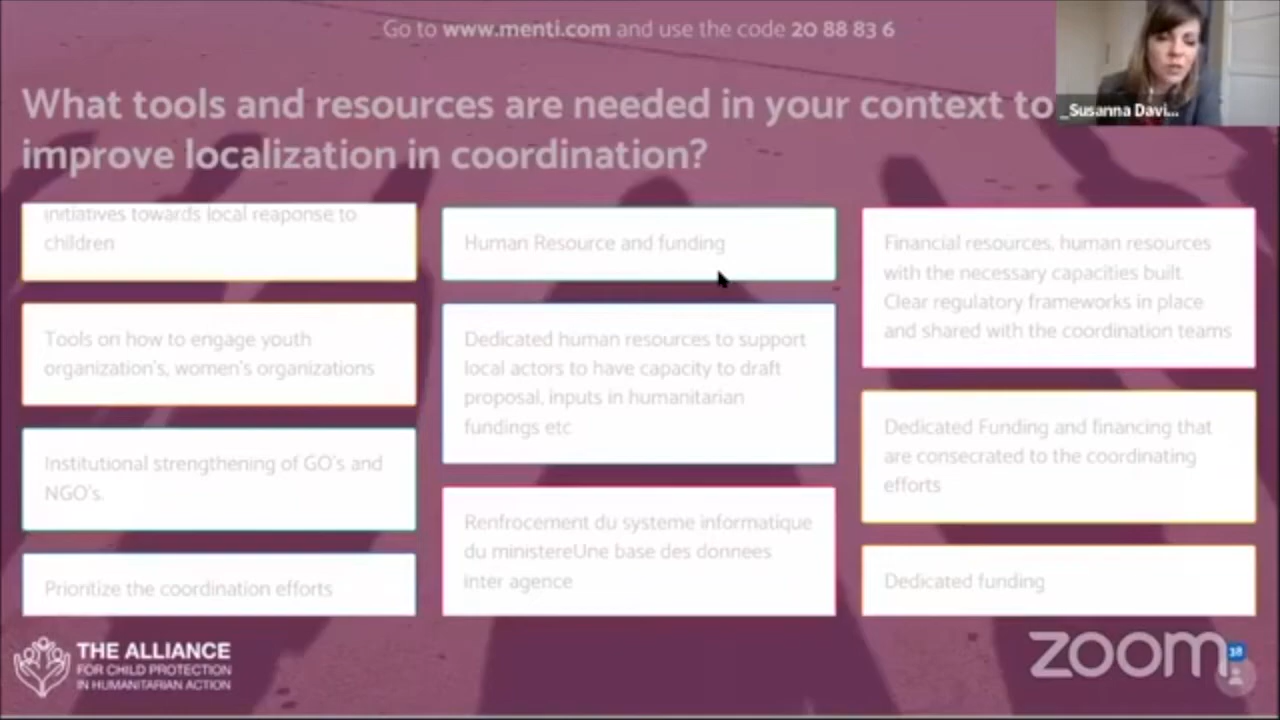 Go to www.menti.com and use the code 20 88 83 6
What tools and resources are needed in your context to
improve localization in coordination?
_Susanna Davi...
initiatives towards local reaponse to
children
Tools on how to engage youth
organization's, women's organizations
Institutional strengthening of GO's and
NGO's.
Prioritize the coordination efforts
Human Resource and funding
Dedicated human resources to support
local actors to have capacity to draft
proposal, inputs in humanitarian
fundings etc
Renfrocement du systeme informatique
du ministereUne base des donnees
inter agence
Financial resources, human resources
with the necessary capacities built.
Clear regulatory frameworks in place
and shared with the coordination teams
Dedicated Funding and financing that
are consecrated to the coordinating
efforts
Dedicated funding
THE ALLIANCE
FOR CHILD PROTECTION
IN HUMANITARIAN ACTION
zoom
38